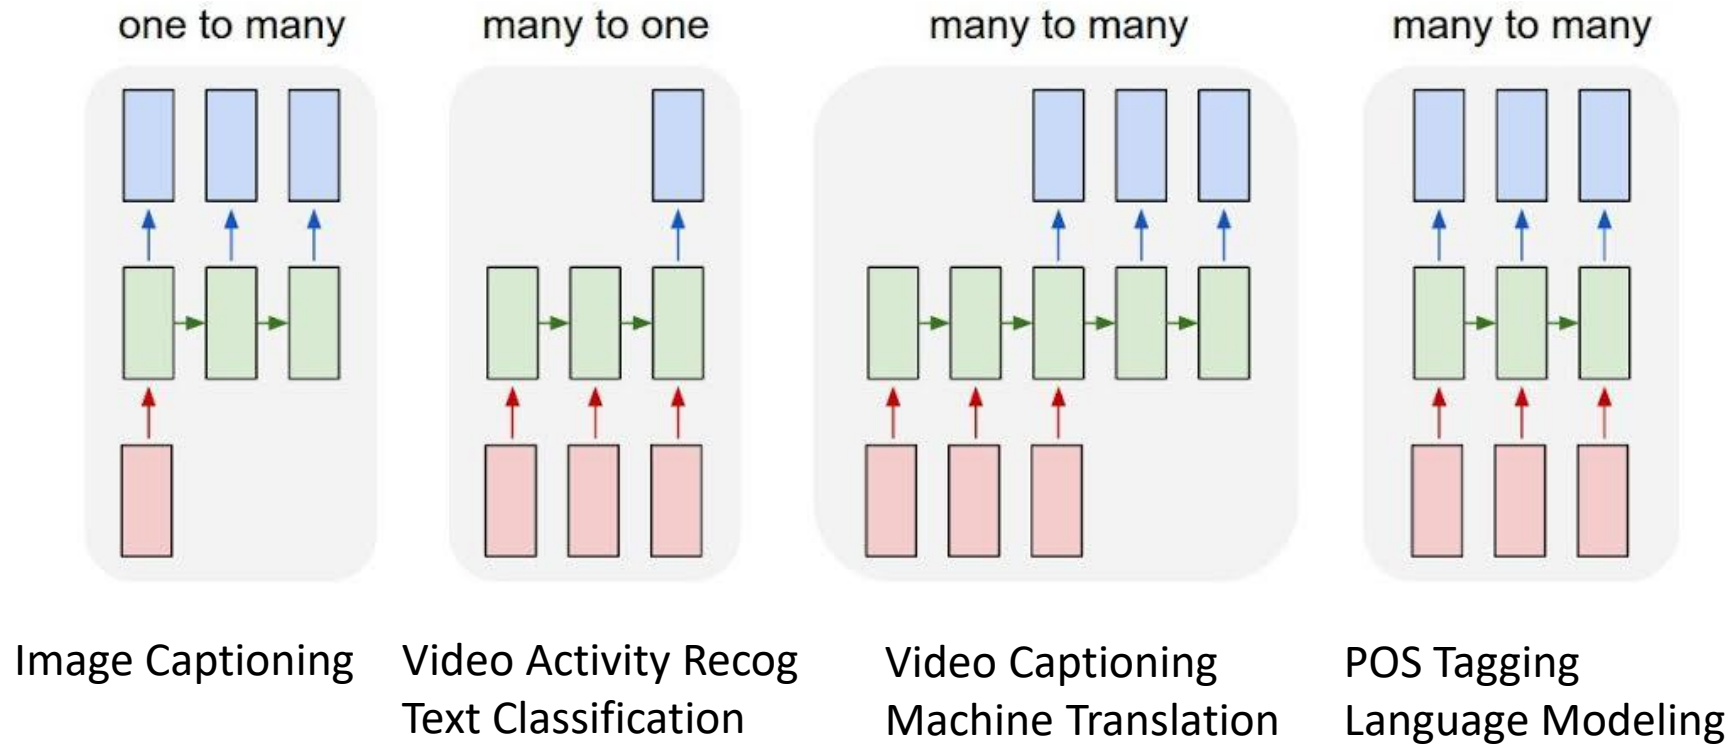 one to many
many to one
many to many
many to many
Image Captioning
Video Activity Recog
Text Classification
Video Captioning
Machine Translation
POS Tagging
Language Modeling